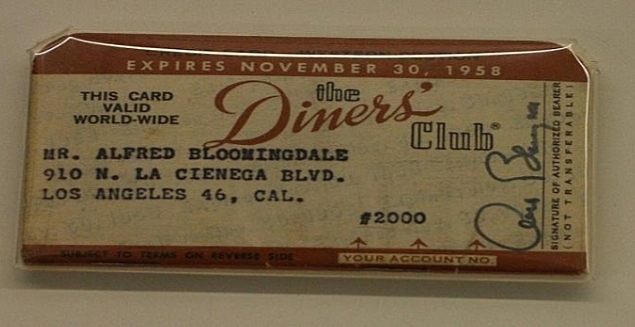 EXPIRES NOVEMBER 30, 1958
THIS CARD
VALID
WORLD-WIDE
the
Diners'
Club®
MR. ALFRED BLOOMINGDALE
910 N. LA CIENEGA BLVD.
LOS ANGELES 46, CAL.
#2000
SUBJECT TO TERMS ON REVERSE SIDE
YOUR ACCOUNT NO.
SIGNATURE OF AUTHORIZED BEARER
(NOT TRANSFERABLE)